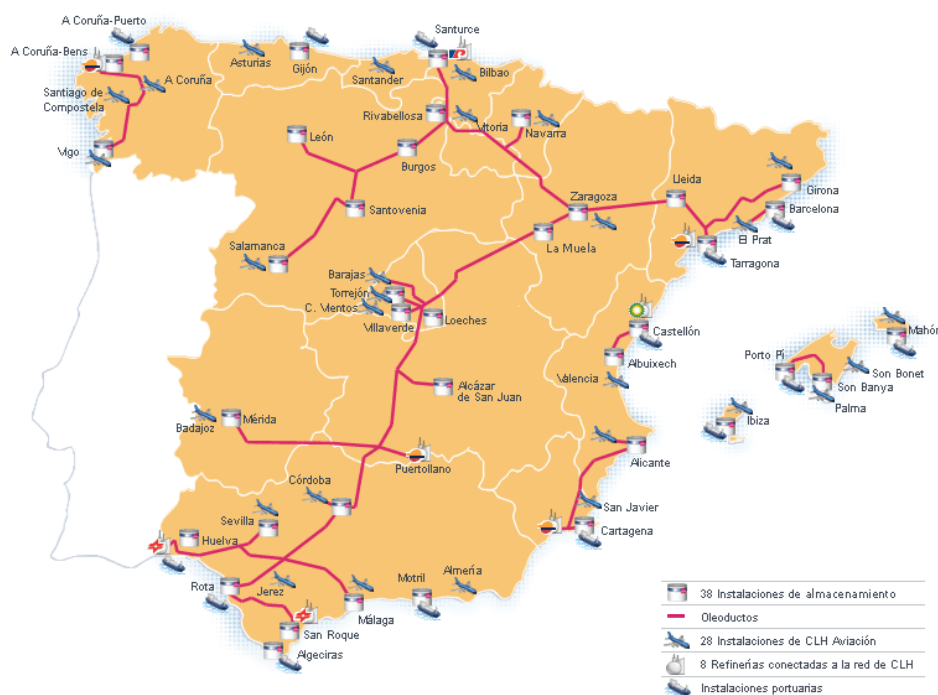 A Coruña-Puerto
A Coruña-Bens
Asturias
Gijón
Santurce
Santander
Bilbao
A Coruña
Santiago de
Compostela
Vigo
León
Rivabellosa
Vitoria
Navarra
Burgos
Santovenia
Zaragoza
Lleida
Girona
Barcelona
El Prat
Tarragona
La Muela
Salamanca
Barajas
Torrejón
C. Vientos
Villaverde
Loeches
Castellón
Albuixech
Valencia
Mahón
Porto Pi
Son Bonet
Son Banya
Palma
Ibiza
Alcázar
de San Juan
Mérida
Badajoz
Puertollano
Alicante
Córdoba
San Javier
Cartagena
Sevilla
Huelva
Rota
Jerez
Motril
Almería
Málaga
San Roque
Algeciras
38 Instalaciones de almacenamiento
Oleoductos
28 Instalaciones de CLH Aviación
8 Refinerías conectadas a la red de CLH
Instalaciones portuarias